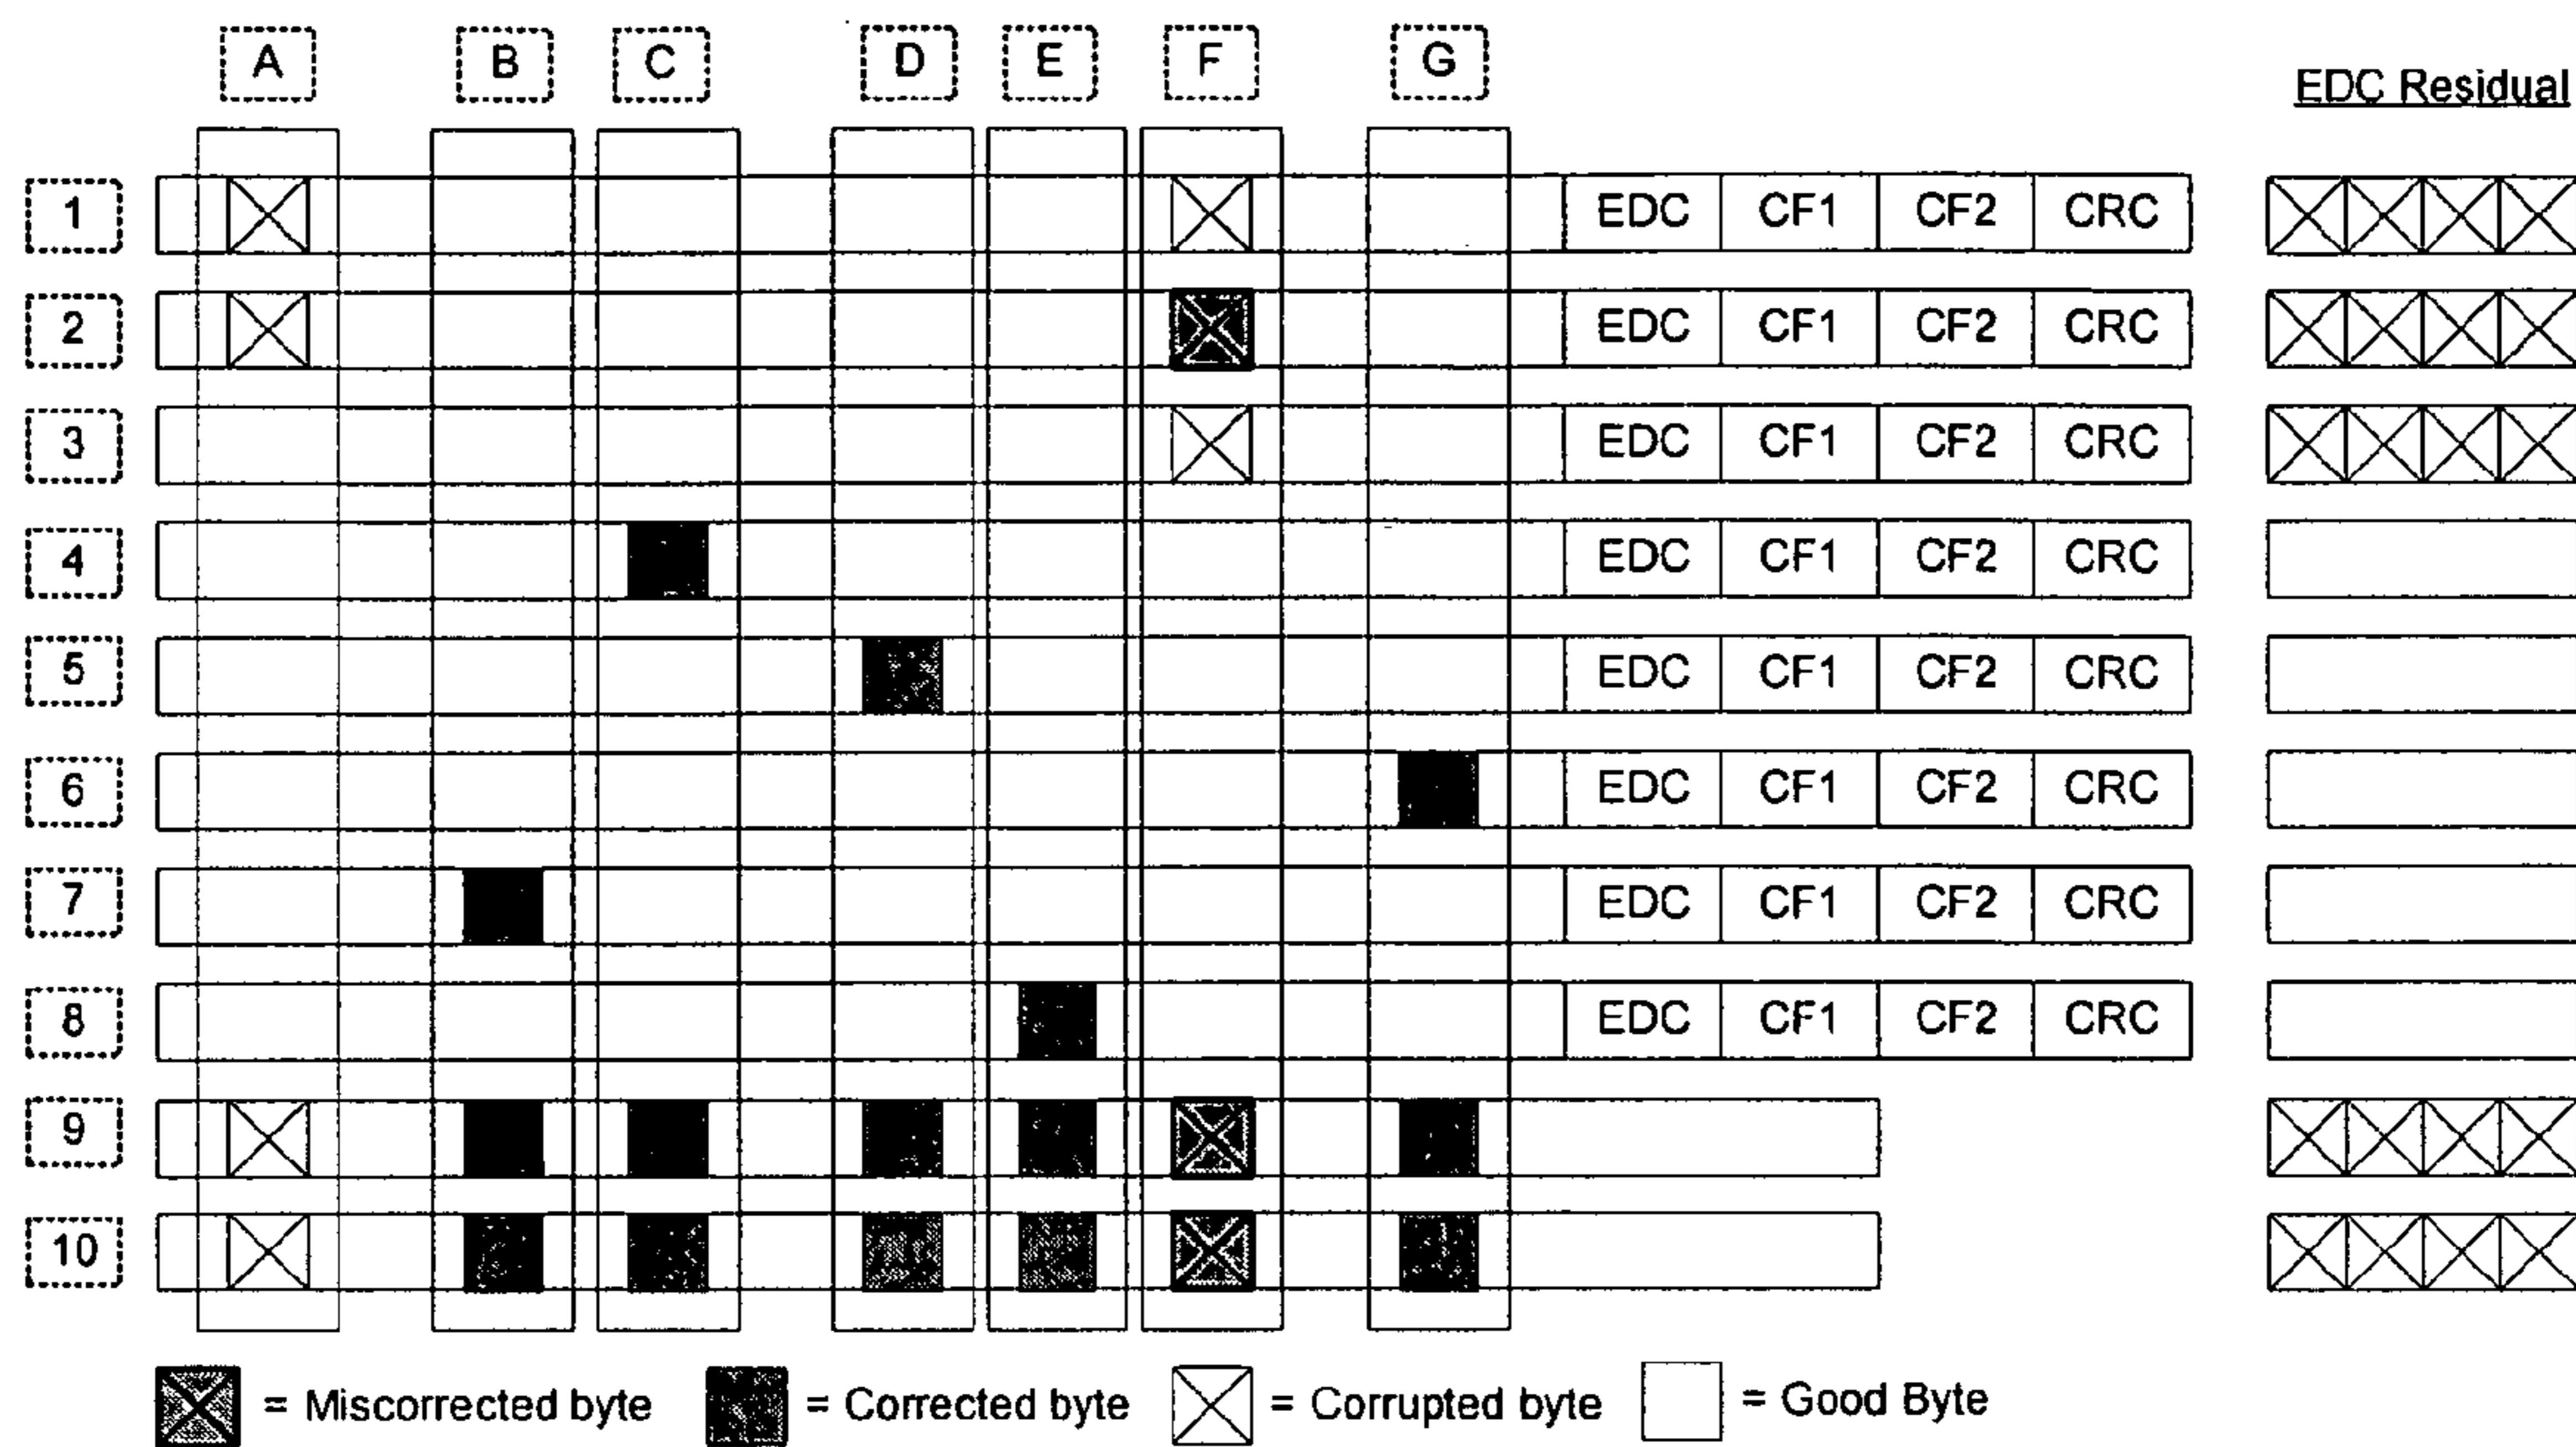 A B C D E F G
EDC Residual
1 EDC CF1 CF2 CRC
2 EDC CF1 CF2 CRC
3 EDC CF1 CF2 CRC
4 EDC CF1 CF2 CRC
5 EDC CF1 CF2 CRC
6 EDC CF1 CF2 CRC
7 EDC CF1 CF2 CRC
8 EDC CF1 CF2 CRC
9
10
= Miscorrected byte = Corrected byte = Corrupted byte = Good Byte